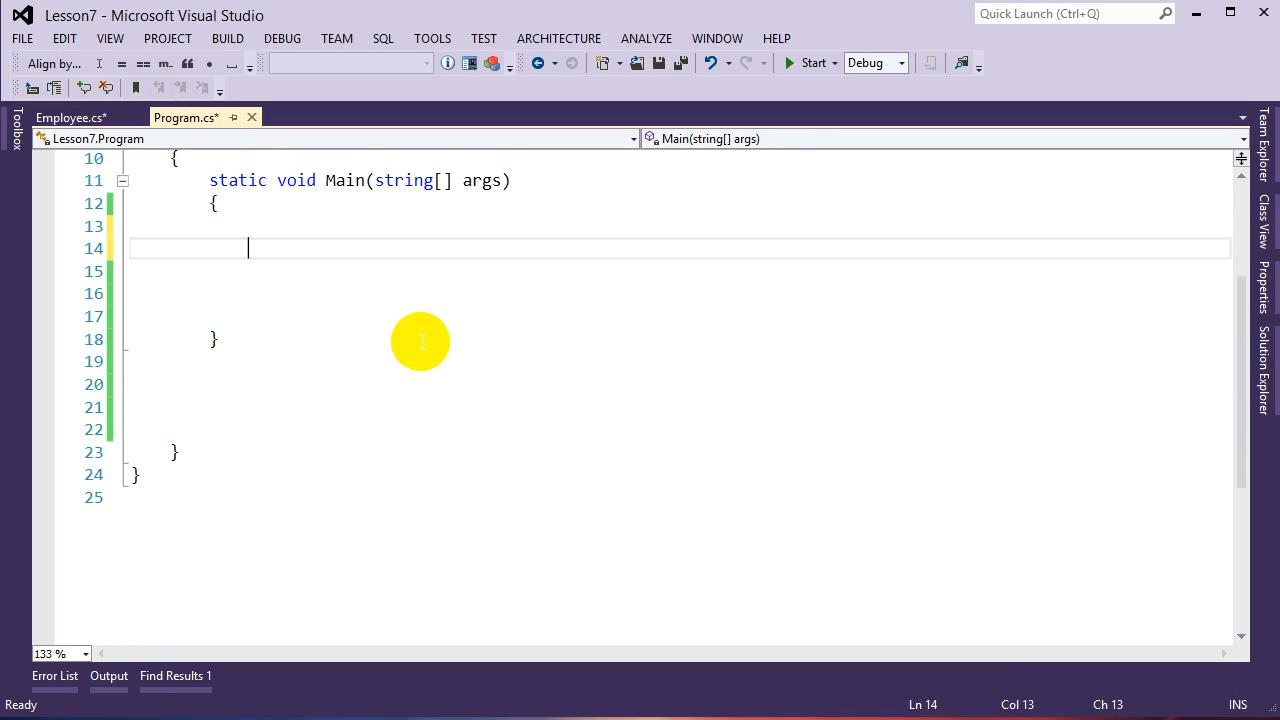 Lesson7 - Microsoft Visual Studio
Quick Launch (Ctrl+Q)
FILE EDIT VIEW PROJECT BUILD DEBUG TEAM SQL TOOLS TEST ARCHITECTURE ANALYZE WINDOW HELP
Align by... = == m.. Start Debug
Employee.cs* Program.cs*
Lesson7.Program Main(string[] args)
10 {
11 static void Main(string[] args)
12 {
13
14
15
16
17
18 }
19
20
21
22
23 }
24 }
25
133 %
Error List Output Find Results 1
Ready Ln 14 Col 13 Ch 13 INS
Toolbox
Team Explorer
Class View
Properties
Solution Explorer